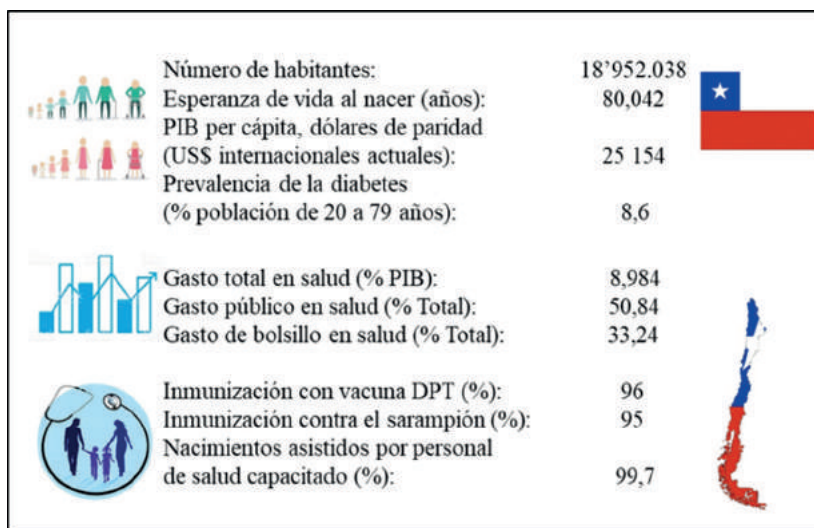 Número de habitantes: 18’952.038
Esperanza de vida al nacer (años): 80,042
PIB per cápita, dólares de paridad
(US$ internacionales actuales): 25 154
Prevalencia de la diabetes
(% población de 20 a 79 años): 8,6
Gasto total en salud (% PIB): 8,984
Gasto público en salud (% Total): 50,84
Gasto de bolsillo en salud (% Total): 33,24
Inmunización con vacuna DPT (%): 96
Inmunización contra el sarampión (%): 95
Nacimientos asistidos por personal
de salud capacitado (%): 99,7